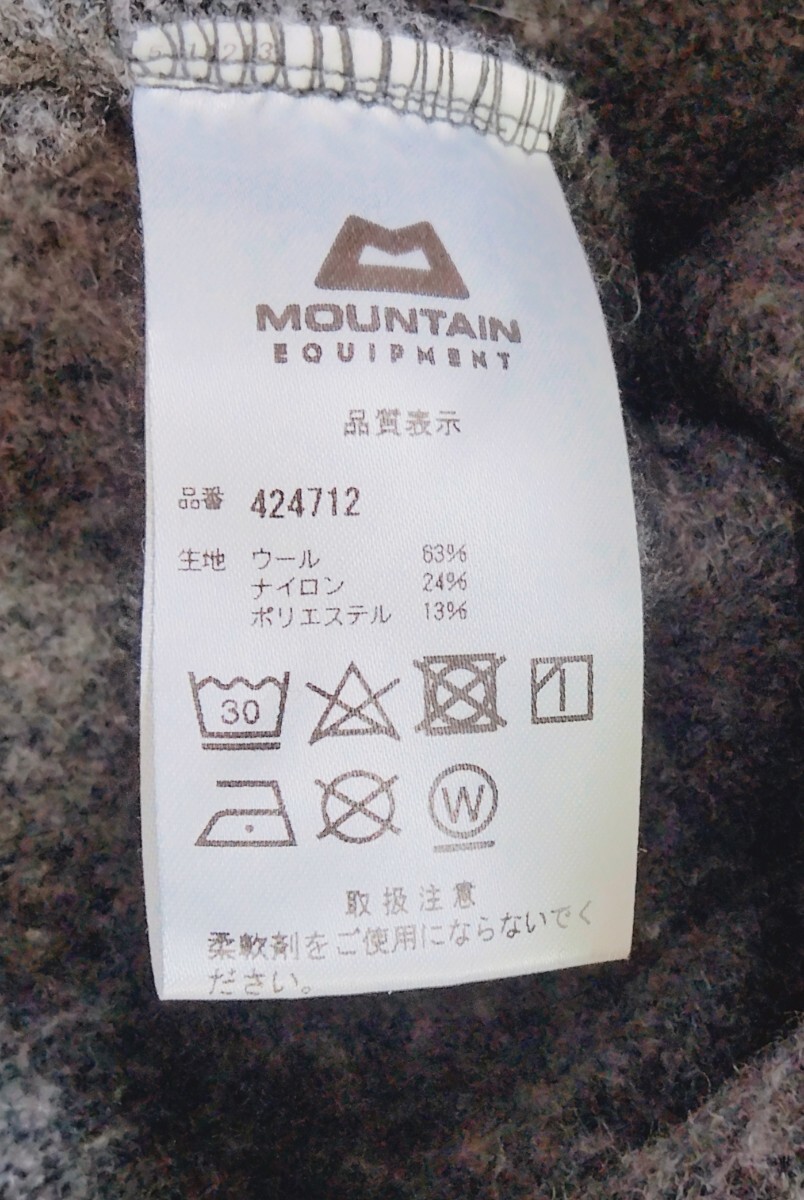 MOUNTAIN
EQUIPMENT
品質表示
品番 424712
生地 ウール 63%
ナイロン 24%
ポリエステル 13%
30
W
取扱注意
柔軟剤をご使用にならないでく
ださい。